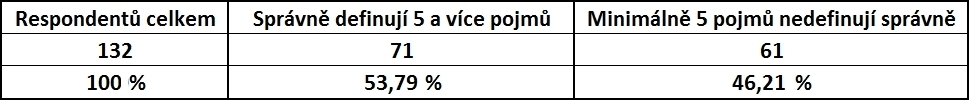 Respondentů celkem Správně definují 5 a více pojmů Minimálně 5 pojmů nedefinují správně
132 71 61
100 % 53,79 % 46,21 %